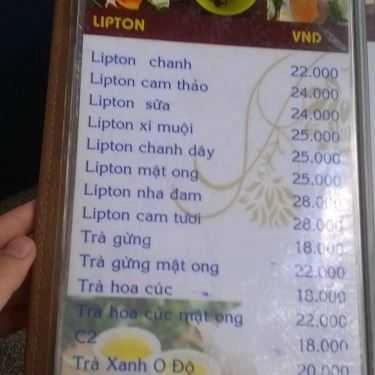 LIPTON VND
Lipton chanh 22.000
Lipton cam thảo 24.000
Lipton sữa 24.000
Lipton xí muội 25.000
Lipton chanh dây 25.000
Lipton mật ong 25.000
Lipton nha đam 28.000
Lipton cam tươi 28.000
Trà gừng 18.000
Trà gừng mật ong 22.000
Trà hoa cúc 18.000
Trà hoa cúc mật ong 22.000
C2 18.000
Trà Xanh O Độ 20.000